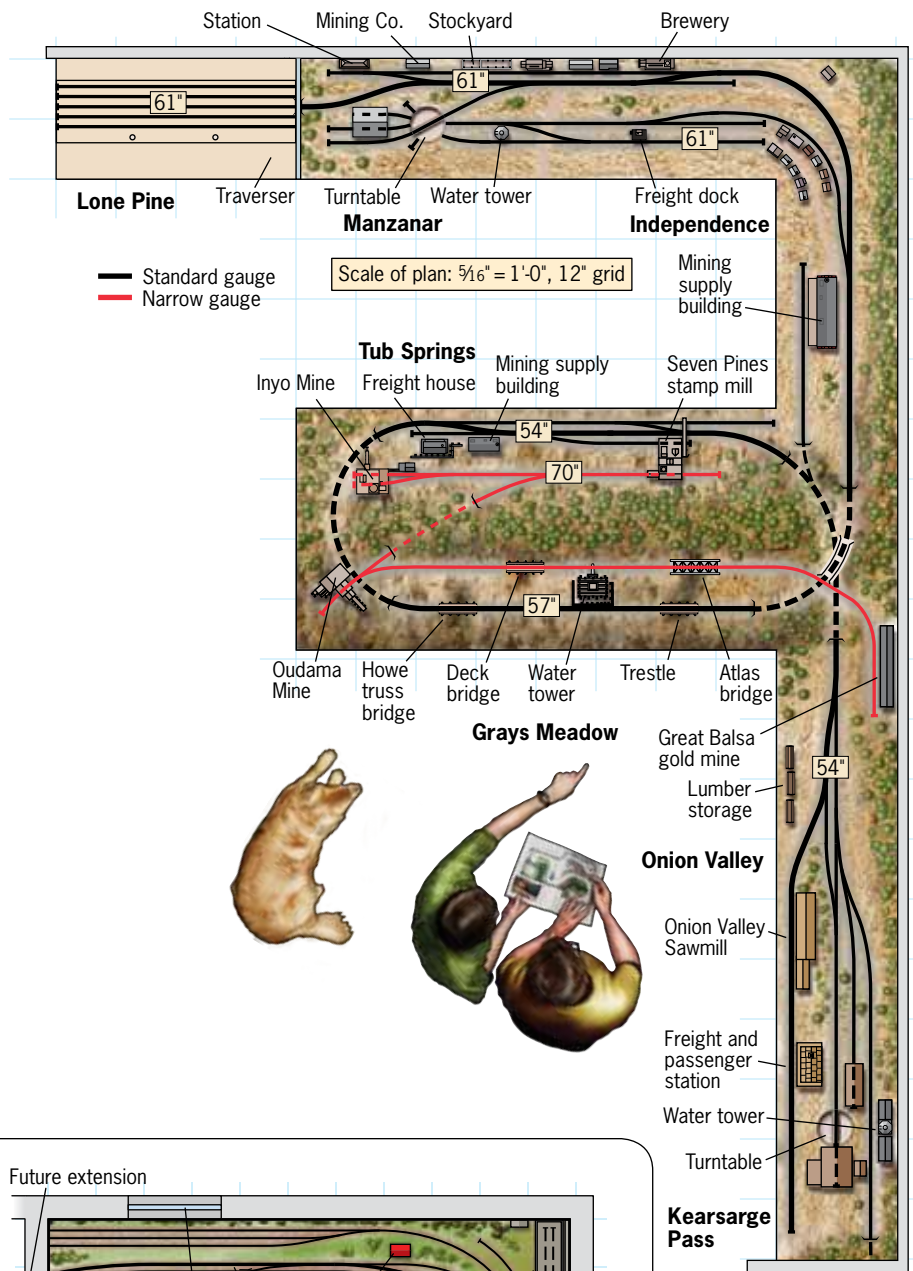 Station
Mining Co.
Stockyard
Brewery
61"
61"
61"
Lone Pine
Traverser
Turntable
Water tower
Freight dock
Manzanar
Independence
Standard gauge
Narrow gauge
Scale of plan: 5/16" = 1'-0", 12" grid
Mining
supply
building
Tub Springs
Inyo Mine
Freight house
Mining supply
building
Seven Pines
stamp mill
54"
70"
57"
Oudama
Mine
Howe
truss
bridge
Deck
bridge
Water
tower
Trestle
Atlas
bridge
Grays Meadow
Great Balsa
gold mine
54"
Lumber
storage
Onion Valley
Onion Valley
Sawmill
Freight and
passenger
station
Water tower
Turntable
Kearsarge
Pass
Future extension